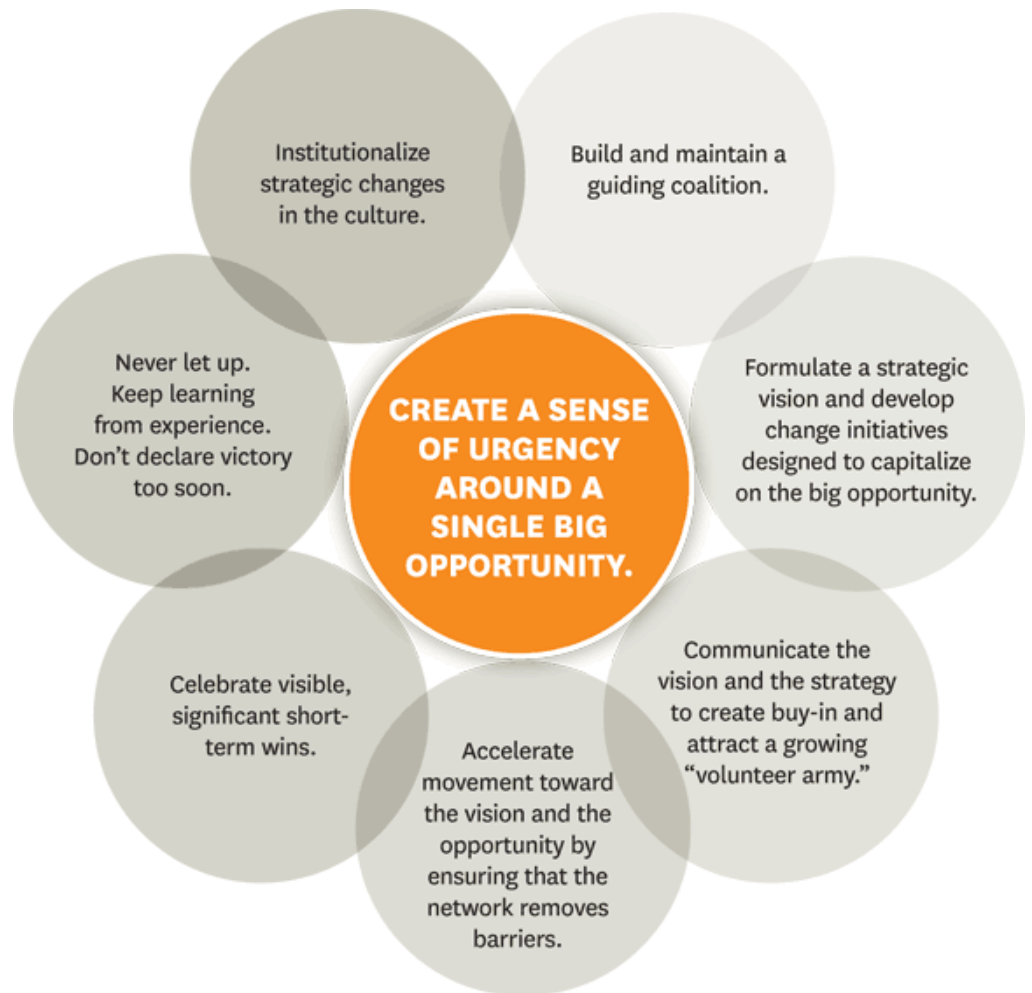 CREATE A SENSE
OF URGENCY
AROUND A
SINGLE BIG
OPPORTUNITY.
Build and maintain a
guiding coalition.
Formulate a strategic
vision and develop
change initiatives
designed to capitalize
on the big opportunity.
Communicate the
vision and the strategy
to create buy-in and
attract a growing
“volunteer army.”
Accelerate
movement toward
the vision and the
opportunity by
ensuring that the
network removes
barriers.
Celebrate visible,
significant short-
term wins.
Never let up.
Keep learning
from experience.
Don’t declare victory
too soon.
Institutionalize
strategic changes
in the culture.